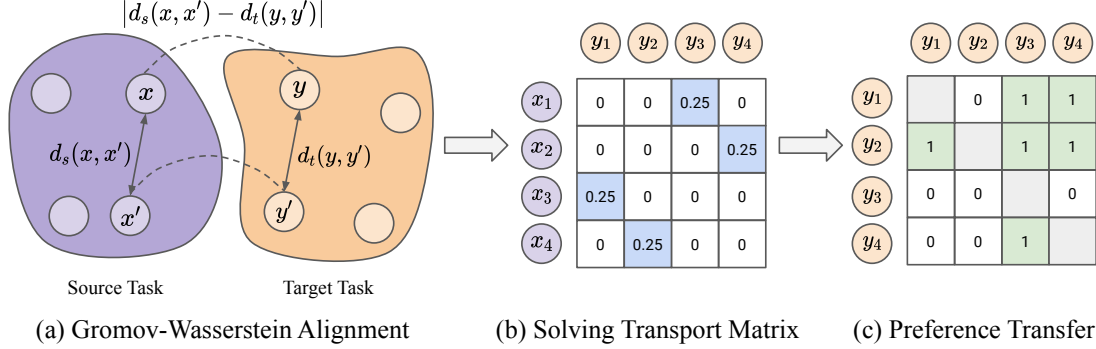 |d_s(x, x′) − d_t(y, y′)|
x
y
d_s(x, x′)
d_t(y, y′)
x′
y′
Source Task
Target Task
(a) Gromov-Wasserstein Alignment
y₁ y₂ y₃ y₄
x₁ 0 0 0.25 0
x₂ 0 0 0 0.25
x₃ 0.25 0 0 0
x₄ 0 0.25 0 0
(b) Solving Transport Matrix
y₁ y₂ y₃ y₄
y₁ 0 1 1
y₂ 1 1 1
y₃ 0 0 0
y₄ 0 0 1
(c) Preference Transfer